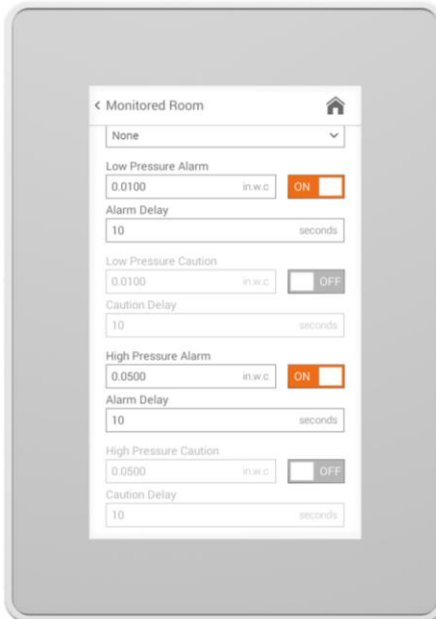 < Monitored Room
None
Low Pressure Alarm
0.0100 in.w.c ON
Alarm Delay
10 seconds
Low Pressure Caution
0.0100 in.w.c OFF
Caution Delay
10 seconds
High Pressure Alarm
0.0500 in.w.c ON
Alarm Delay
10 seconds
High Pressure Caution
0.0500 in.w.c OFF
Caution Delay
10 seconds